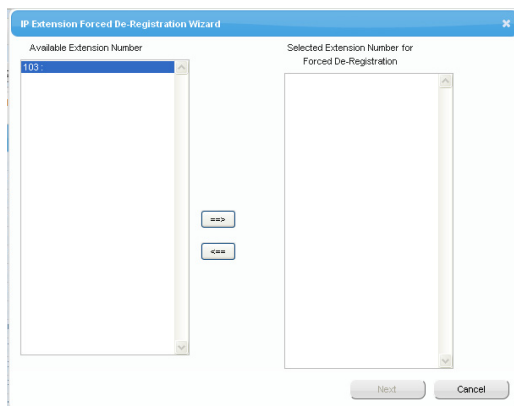 IP Extension Forced De-Registration Wizard
Available Extension Number
Selected Extension Number for
Forced De-Registration
103 :
==>
<==
Next
Cancel